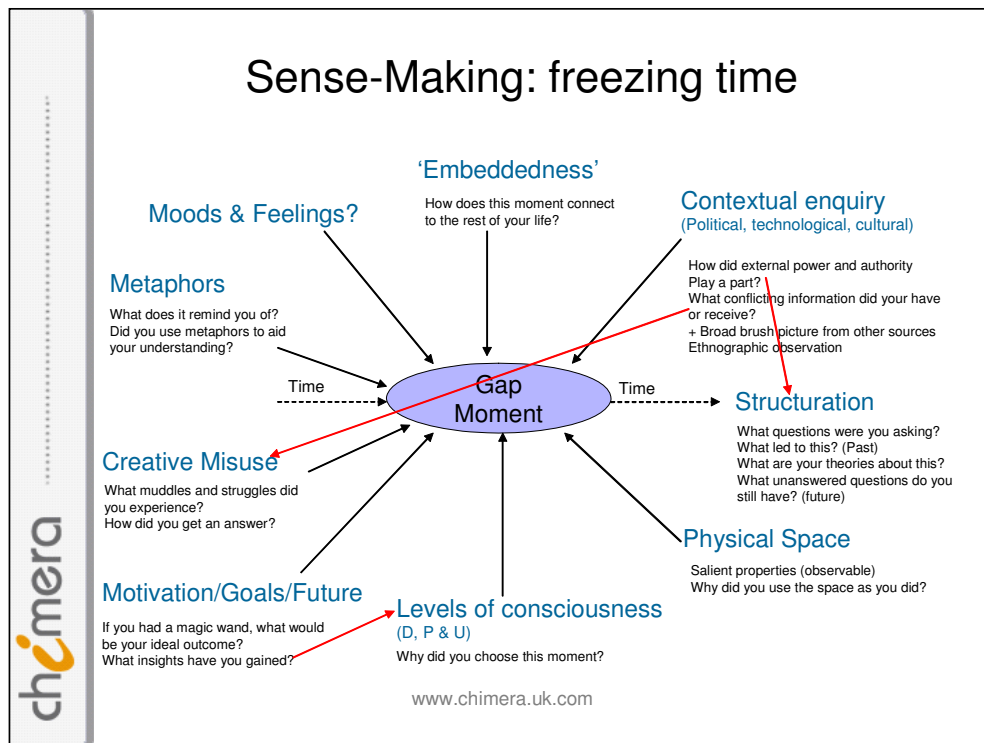 Sense-Making: freezing time
'Embeddedness'
How does this moment connect
to the rest of your life?
Moods & Feelings?
Contextual enquiry
(Political, technological, cultural)
How did external power and authority
Play a part?
What conflicting information did your have
or receive?
+ Broad brush picture from other sources
Ethnographic observation
Metaphors
What does it remind you of?
Did you use metaphors to aid
your understanding?
Time
Gap
Moment
Time
Structuration
What questions were you asking?
What led to this? (Past)
What are your theories about this?
What unanswered questions do you
still have? (future)
Creative Misuse
What muddles and struggles did
you experience?
How did you get an answer?
Physical Space
Salient properties (observable)
Why did you use the space as you did?
Motivation/Goals/Future
If you had a magic wand, what would
be your ideal outcome?
What insights have you gained?
Levels of consciousness
(D, P & U)
Why did you choose this moment?
www.chimera.uk.com
chimera